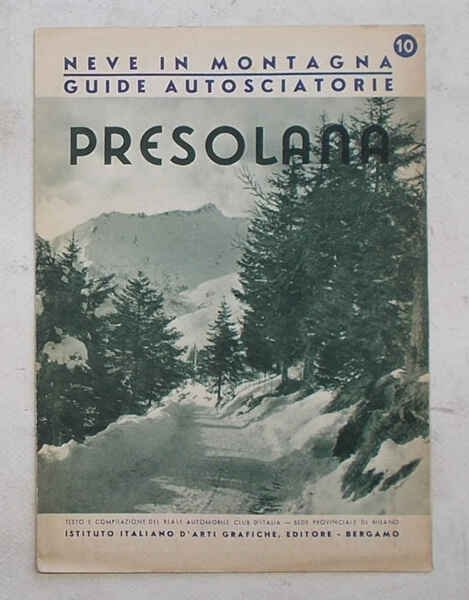 10
NEVE IN MONTAGNA
GUIDE AUTOSCIATORIE
PRESOLANA
TESTO E COMPILAZIONE DEL REALE AUTOMOBILE CLUB D'ITALIA — SEDE PROVINCIALE DI MILANO
ISTITUTO ITALIANO D'ARTI GRAFICHE, EDITORE - BERGAMO